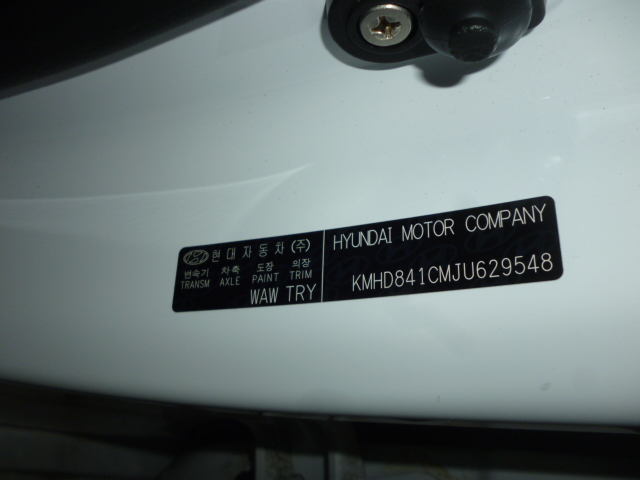 현대자동차(주)
변속기 차축 도장 의장
TRANSM AXLE PAINT TRIM
WAW TRY
HYUNDAI MOTOR COMPANY
KMHD841CMJU629548